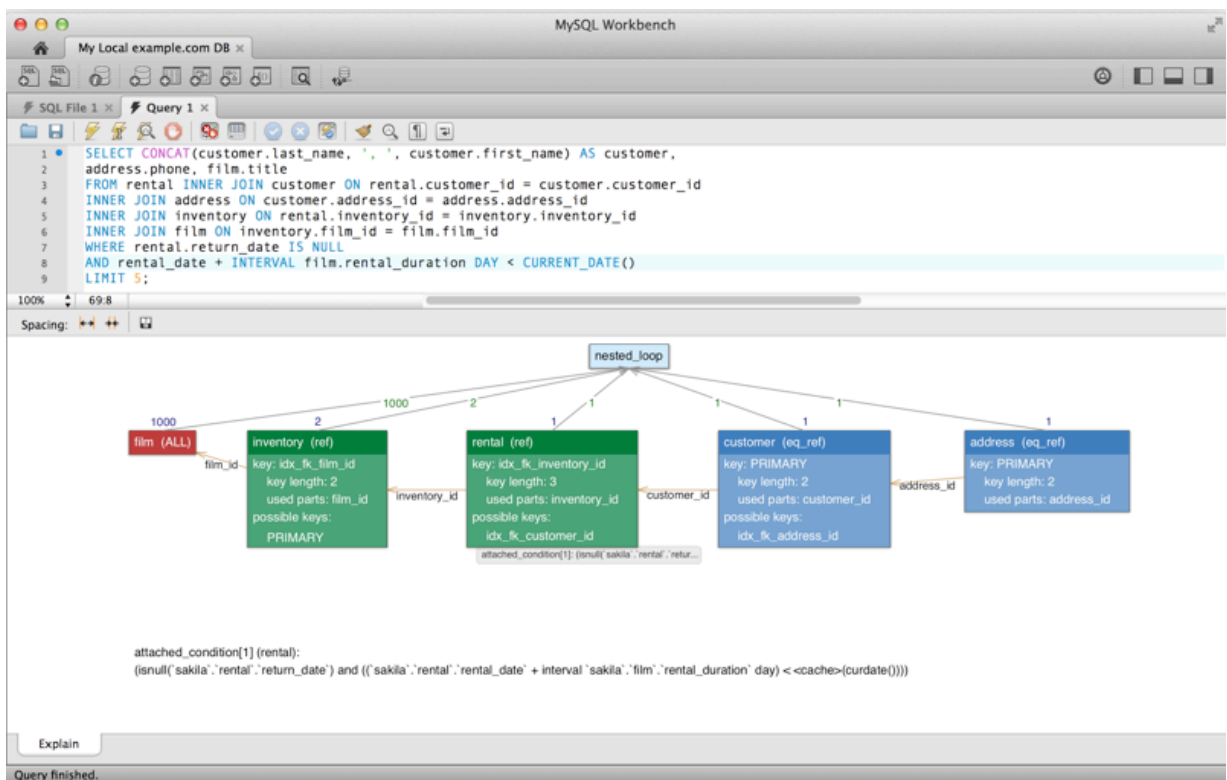 MySQL Workbench
My Local example.com DB ×
SQL File 1 × Query 1 ×
1 SELECT CONCAT(customer.last_name, ', ', customer.first_name) AS customer,
2 address.phone, film.title
3 FROM rental INNER JOIN customer ON rental.customer_id = customer.customer_id
4 INNER JOIN address ON customer.address_id = address.address_id
5 INNER JOIN inventory ON rental.inventory_id = inventory.inventory_id
6 INNER JOIN film ON inventory.film_id = film.film_id
7 WHERE rental.return_date IS NULL
8 AND rental_date + INTERVAL film.rental_duration DAY < CURRENT_DATE()
9 LIMIT 5;
100% 69:8
Spacing:
nested_loop
1000 2 1 1 1
1000 2 1 1 1
film (ALL) inventory (ref) rental (ref) customer (eq_ref) address (eq_ref)
film_id
key: idx_fk_film_id
key length: 2
used parts: film_id
possible keys:
PRIMARY
inventory_id
key: idx_fk_inventory_id
key length: 3
used parts: inventory_id
possible keys:
idx_fk_customer_id
attached_condition[1]: (isnull(`sakila`.`rental`.`retur...
customer_id
key: PRIMARY
key length: 2
used parts: customer_id
possible keys:
idx_fk_address_id
address_id
key: PRIMARY
key length: 2
used parts: address_id
attached_condition[1] (rental):
(isnull(`sakila`.`rental`.`return_date`) and ((`sakila`.`rental`.`rental_date` + interval `sakila`.`film`.`rental_duration` day) < <cache>(curdate())))
Explain
Query finished.